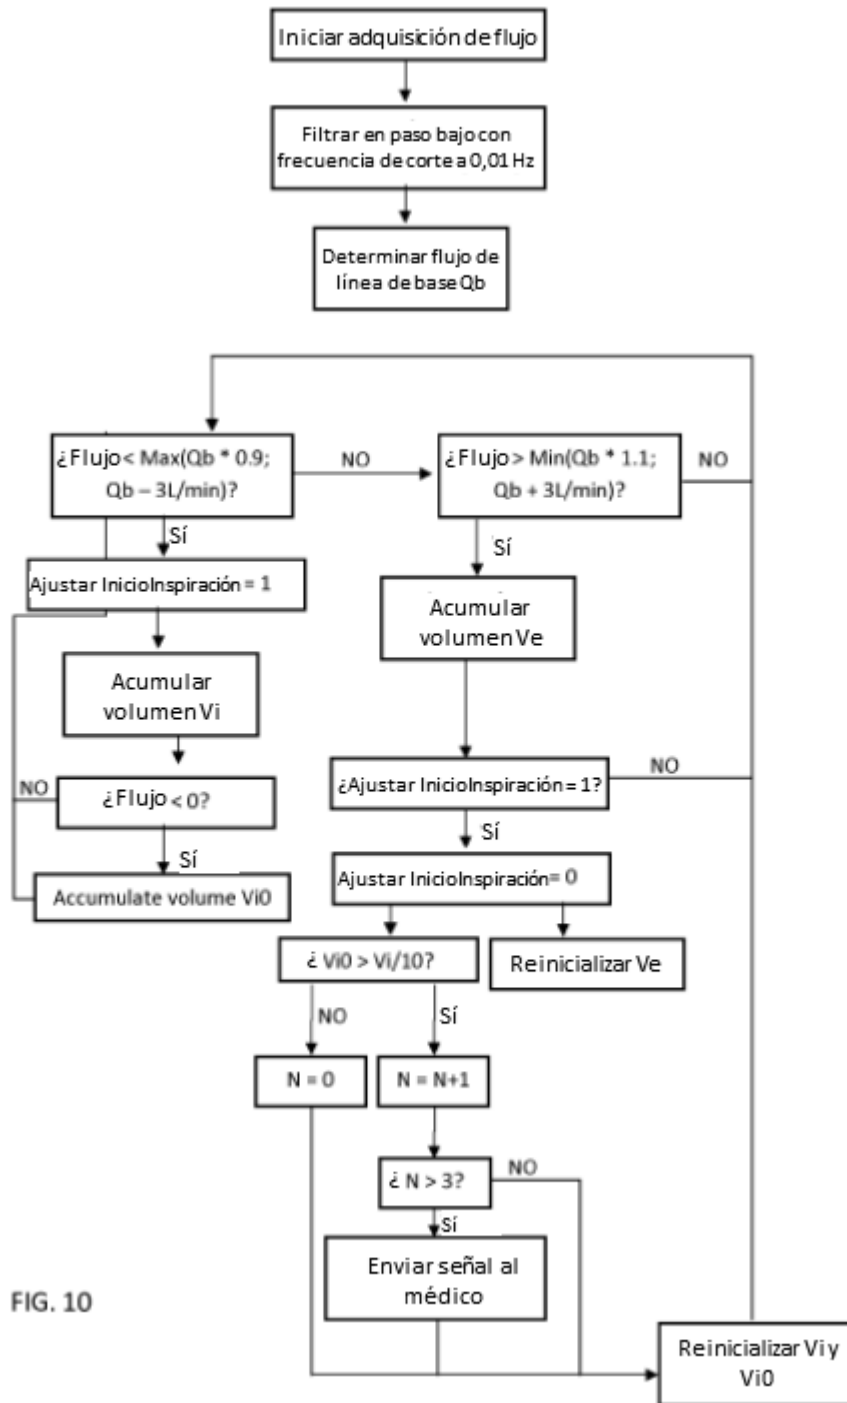 Iniciar adquisición de flujo
Filtrar en paso bajo con
frecuencia de corte a 0,01 Hz
Determinar flujo de
línea de base Qb
¿Flujo< Max(Qb * 0.9;
Qb – 3L/min)?
NO
¿Flujo> Min(Qb * 1.1;
Qb + 3L/min)?
NO
Sí
Sí
Ajustar InicioInspiración = 1
Acumular
volumen Ve
Acumular
volumen Vi
NO
¿Flujo < 0?
¿Ajustar InicioInspiración = 1?
NO
Sí
Sí
Accumulate volume Vi0
Ajustar InicioInspiración= 0
¿ Vi0 > Vi/10?
Reinicializar Ve
NO
Sí
N = 0
N = N+1
¿ N > 3?
NO
Sí
Enviar señal al
médico
FIG. 10
Reinicializar Vi y
Vi0